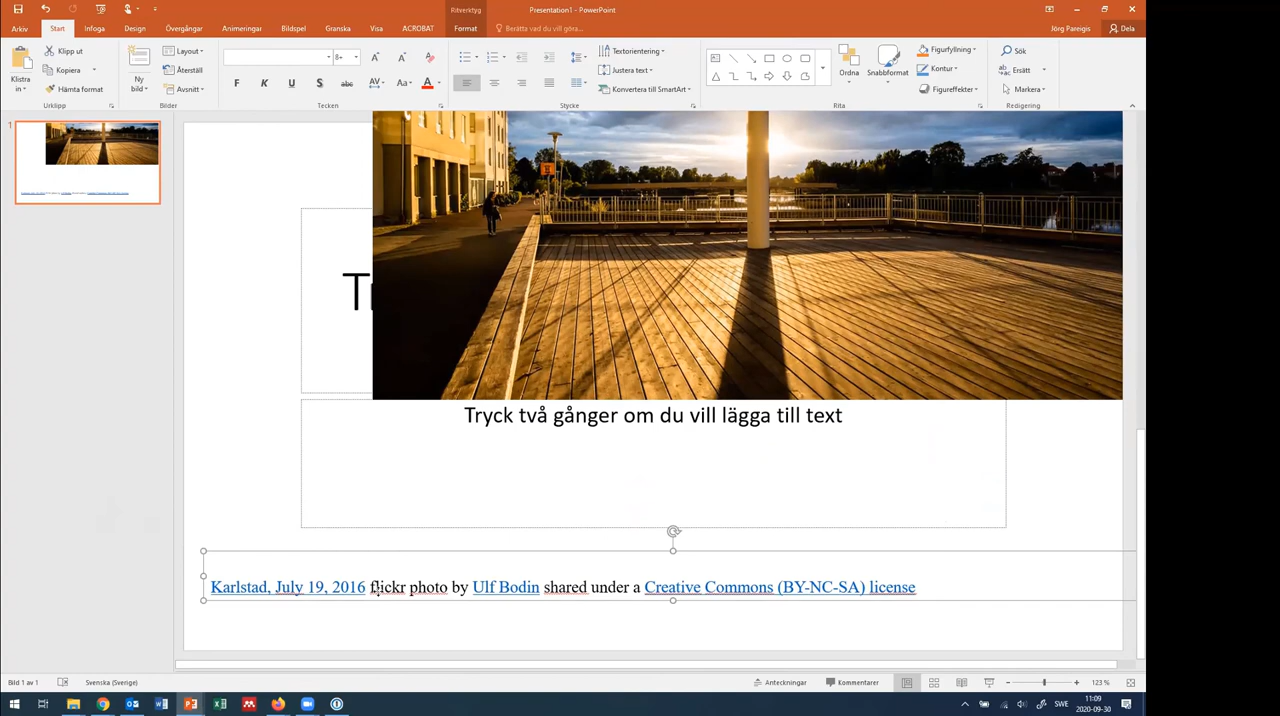 Presentation1 - PowerPoint
Ritverktyg
Arkiv
Start
Infoga
Design
Övergångar
Animeringar
Bildspel
Granska
Visa
ACROBAT
Format
Berätta vad du vill göra...
Jörg Pareigis
Dela
Klistra
in
Klipp ut
Kopiera
Hämta format
Urklipp
Ny
bild
Layout
Återställ
Avsnitt
Bilder
8
F
K
U
S
abc
AV
Aa
A
Tecken
Textorientering
Justera text
Konvertera till SmartArt
Stycke
Ordna
Snabbformat
Figurfyllning
Kontur
Figureffekter
Rita
Sök
Ersätt
Markera
Redigering
1
Tryck två gånger om du vill lägga till text
Karlstad, July 19, 2016 flickr photo by Ulf Bodin shared under a Creative Commons (BY-NC-SA) license
Bild 1 av 1
Svenska (Sverige)
Anteckningar
Kommentarer
123 %
SWE
11:09
2020-09-30